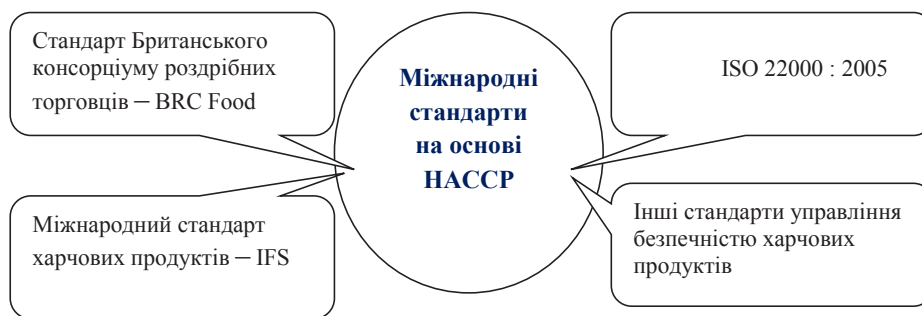 Стандарт Британського
консорціуму роздрібних
торговців – BRC Food
Міжнародний стандарт
харчових продуктів – IFS
Міжнародні
стандарти
на основі
НАССР
ISO 22000 : 2005
Інші стандарти управління
безпечністю харчових
продуктів